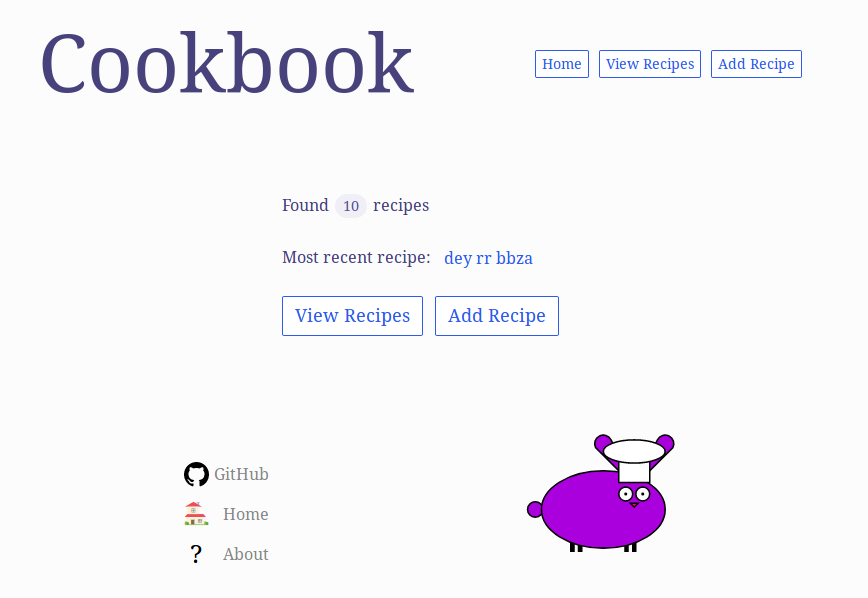 Cookbook
Home View Recipes Add Recipe
Found 10 recipes
Most recent recipe: dey rr bbza
View Recipes Add Recipe
GitHub
Home
? About